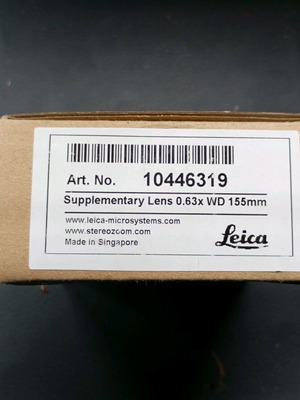 Art. No. 10446319
Supplementary Lens 0.63x WD 155mm
www.leica-microsystems.com
www.stereozoom.com
Made in Singapore
Leica